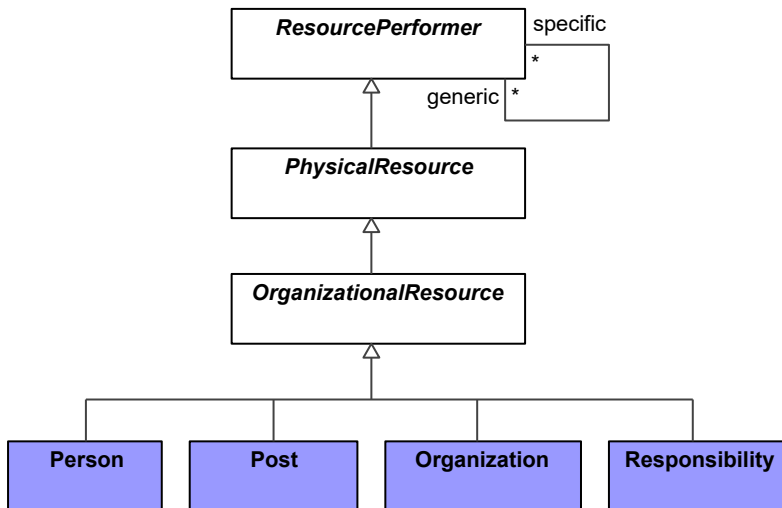 ResourcePerformer
specific
*
generic
*
PhysicalResource
OrganizationalResource
Person
Post
Organization
Responsibility